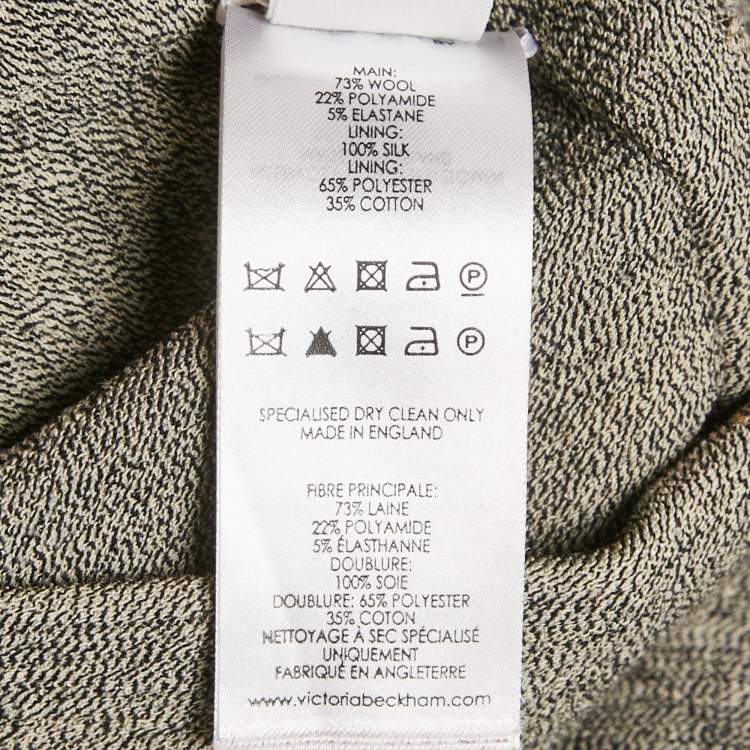 MAIN:
73% WOOL
22% POLYAMIDE
5% ELASTANE
LINING:
100% SILK
LINING:
65% POLYESTER
35% COTTON
P
P
SPECIALISED DRY CLEAN ONLY
MADE IN ENGLAND
FIBRE PRINCIPALE:
73% LAINE
22% POLYAMIDE
5% ÉLASTHANNE
DOUBLURE:
100% SOIE
DOUBLURE: 65% POLYESTER
35% COTON
NETTOYAGE À SEC SPÉCIALISÉ
UNIQUEMENT
FABRIQUÉ EN ANGLETERRE
www.victoriabeckham.com